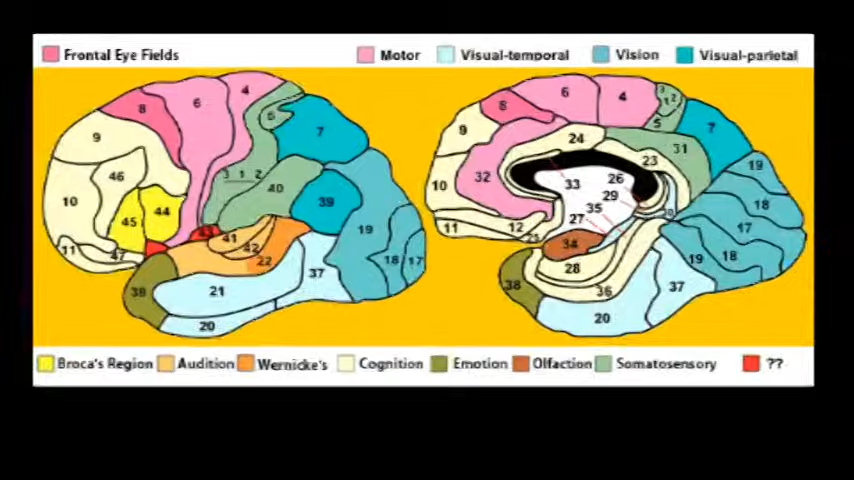 Frontal Eye Fields Motor Visual-temporal Vision Visual-parietal
4 6 8 9 6 7 46 10 3 1 2 40 44 45 39 41 42 22 19 11 47 18 17 37 38 21 20
6 4 3 1 2 8 5 7 9 24 31 23 19 32 33 26 29 10 35 18 27 11 12 17 25 34 28 19 18 38 36 37 20
Broca's Region Audition Wernicke's Cognition Emotion Olfaction Somatosensory ??